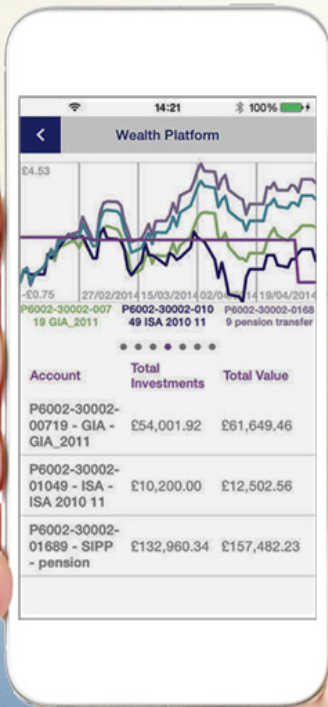 14:21 100%
Wealth Platform
£4.53
-£0.75 27/02/2014 15/03/2014 02/04/2014 19/04/2014
P6002-30002-007 P6002-30002-010 P6002-30002-0168
19 GIA_2011 49 ISA 2010 11 9 pension transfer
Account Total Investments Total Value
P6002-30002-
00719 - GIA - £54,001.92 £61,649.46
GIA_2011
P6002-30002-
01049 - ISA - £10,200.00 £12,502.56
ISA 2010 11
P6002-30002-
01689 - SIPP £132,960.34 £157,482.23
- pension